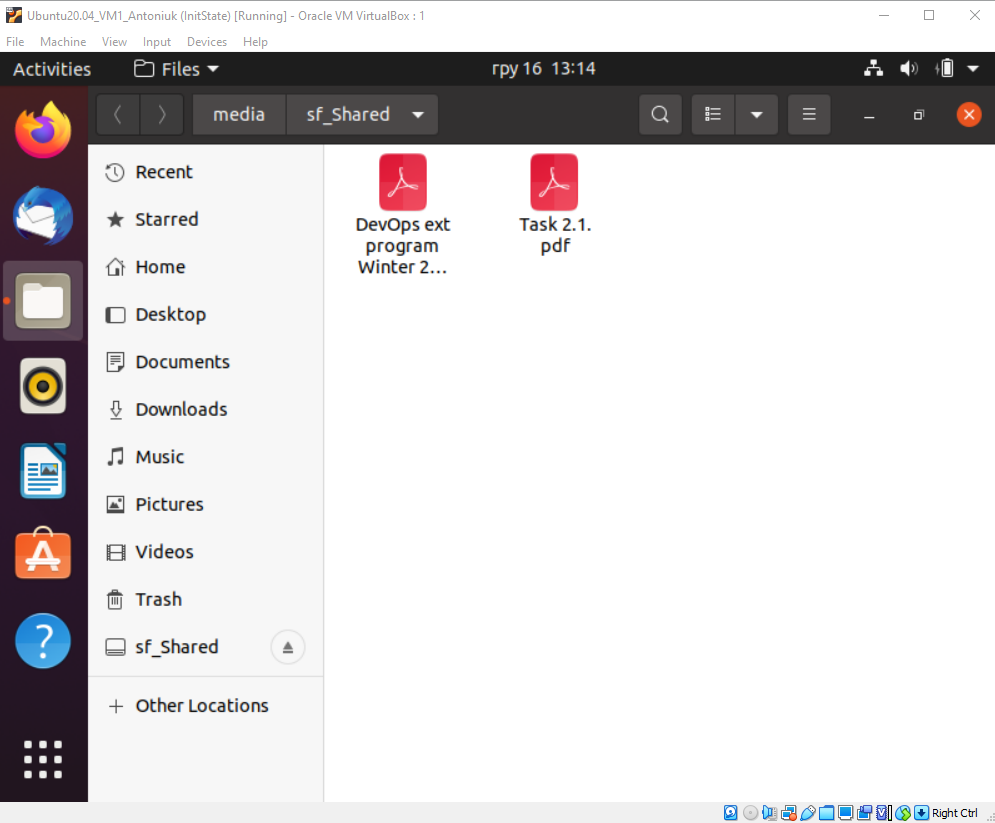 Ubuntu20.04_VM1_Antoniuk (InitState) [Running] - Oracle VM VirtualBox : 1
File Machine View Input Devices Help
Activities Files гру 16 13:14
media sf_Shared
Recent
Starred
Home
Desktop
Documents
Downloads
Music
Pictures
Videos
Trash
sf_Shared
Other Locations
DevOps ext
program
Winter 2...
Task 2.1.
pdf
Right Ctrl